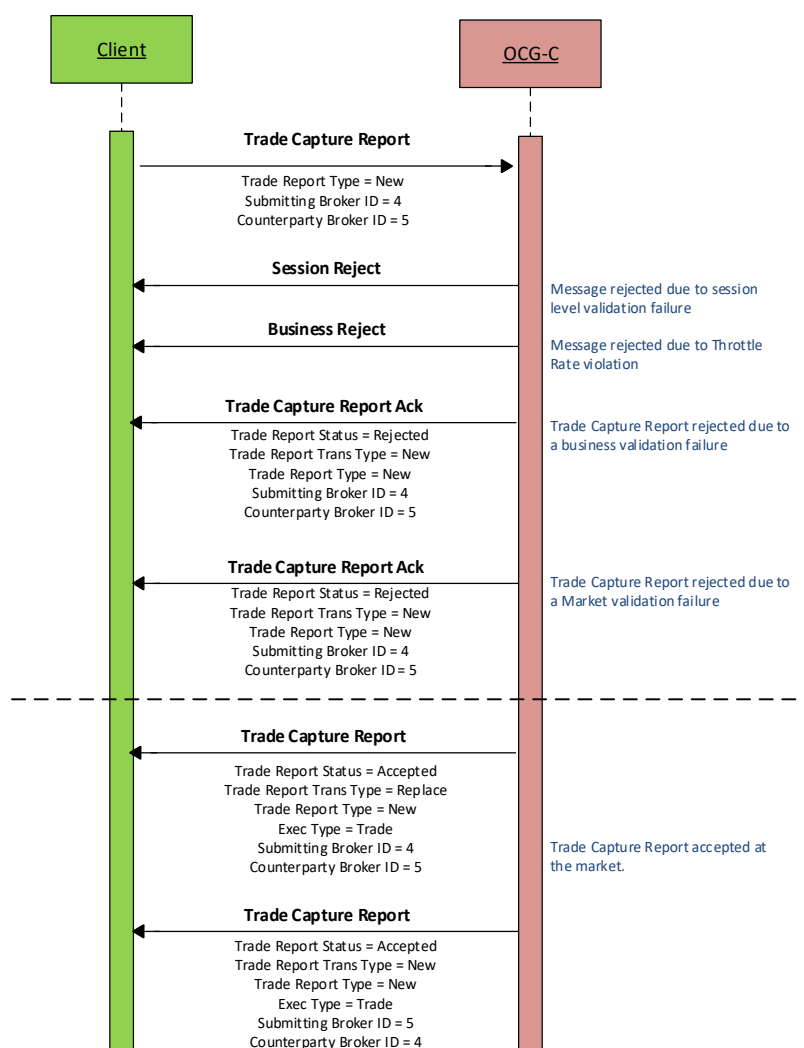 Client
OCG-C
Trade Capture Report
Trade Report Type = New
Submitting Broker ID = 4
Counterparty Broker ID = 5
Session Reject
Message rejected due to session
level validation failure
Business Reject
Message rejected due to Throttle
Rate violation
Trade Capture Report Ack
Trade Report Status = Rejected
Trade Report Trans Type = New
Trade Report Type = New
Submitting Broker ID = 4
Counterparty Broker ID = 5
Trade Capture Report rejected due to
a business validation failure
Trade Capture Report Ack
Trade Report Status = Rejected
Trade Report Trans Type = New
Trade Report Type = New
Submitting Broker ID = 4
Counterparty Broker ID = 5
Trade Capture Report rejected due to
a Market validation failure
Trade Capture Report
Trade Report Status = Accepted
Trade Report Trans Type = Replace
Trade Report Type = New
Exec Type = Trade
Submitting Broker ID = 4
Counterparty Broker ID = 5
Trade Capture Report accepted at
the market.
Trade Capture Report
Trade Report Status = Accepted
Trade Report Trans Type = New
Trade Report Type = New
Exec Type = Trade
Submitting Broker ID = 5
Counterparty Broker ID = 4